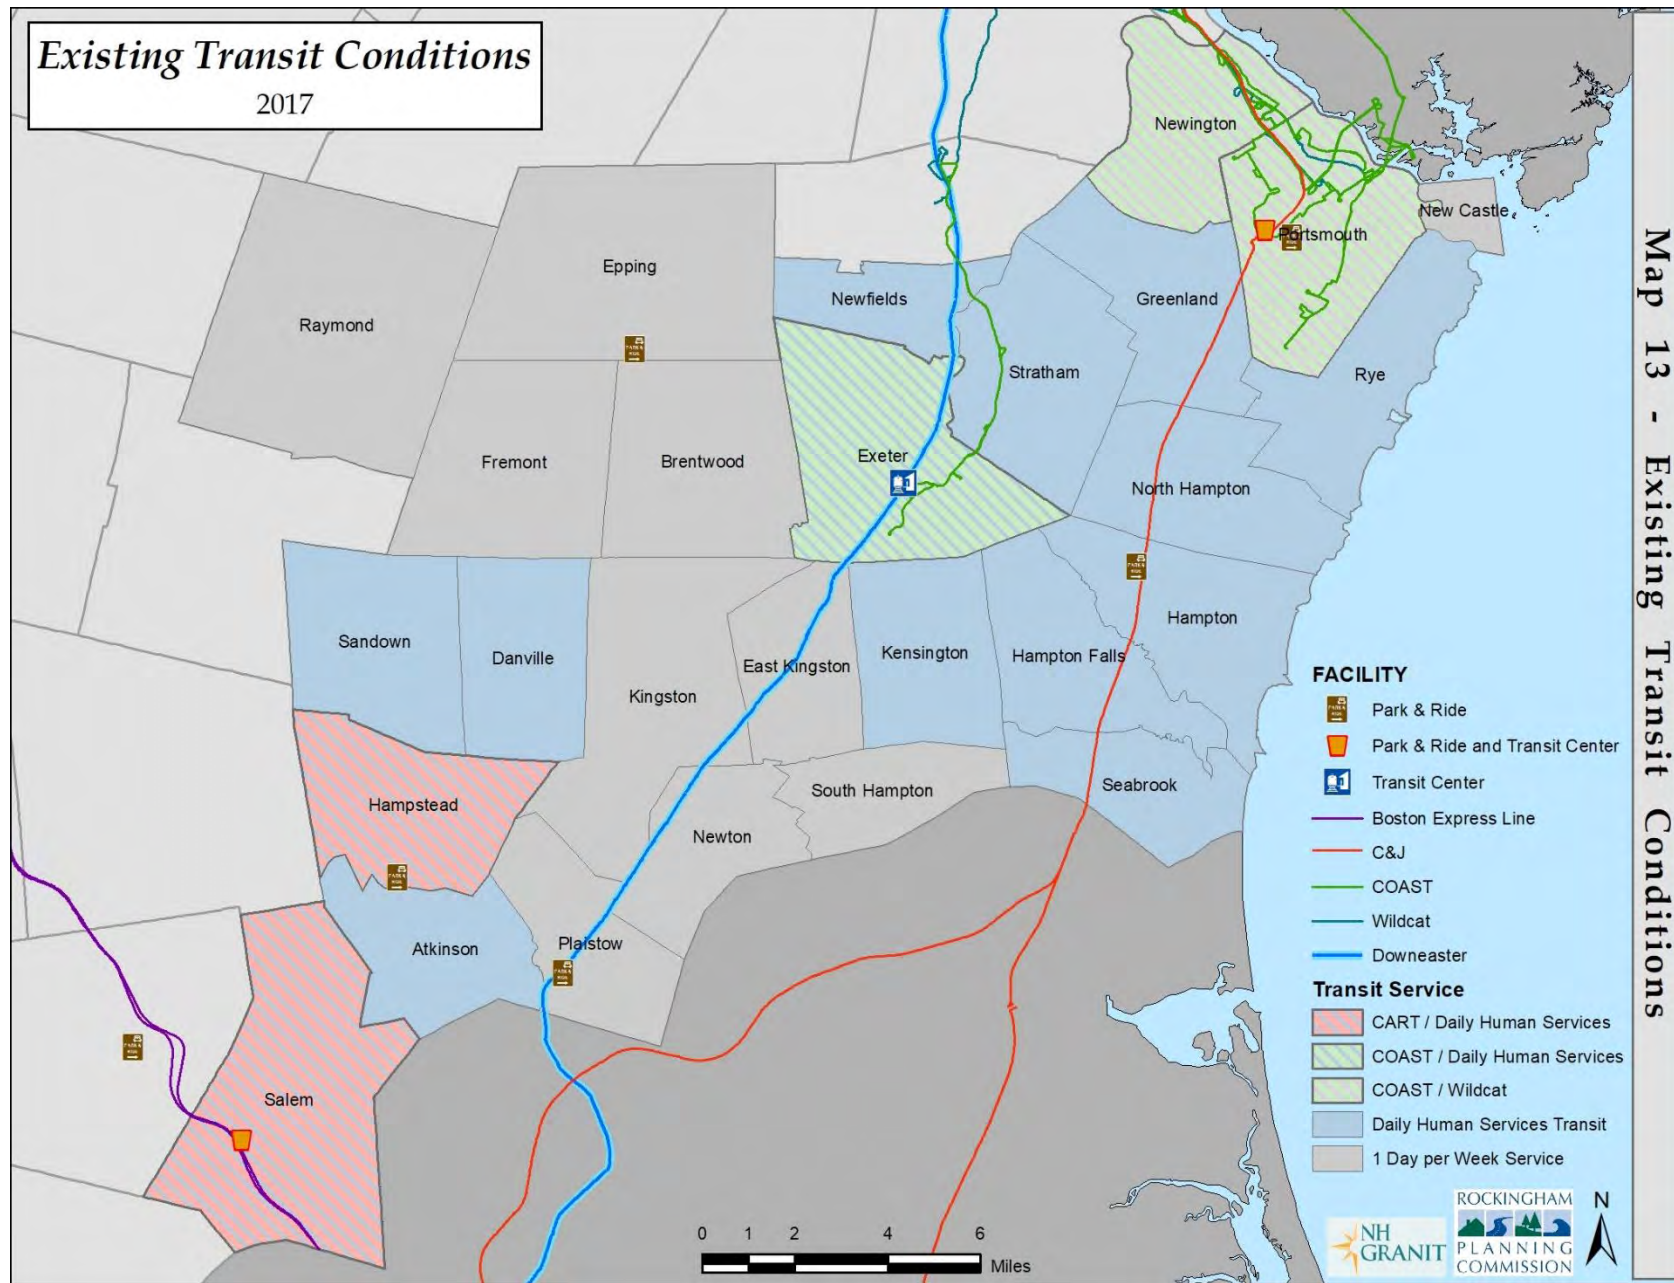 Existing Transit Conditions
2017
Newington
New Castle
Portsmouth
Epping
Newfields
Greenland
Raymond
Stratham
Rye
Exeter
Fremont
Brentwood
North Hampton
Hampton
Sandown
Danville
Kensington
Hampton Falls
East Kingston
Kingston
Seabrook
South Hampton
Hampstead
Newton
Atkinson
Plaistow
Salem
FACILITY
Park & Ride
Park & Ride and Transit Center
Transit Center
Boston Express Line
C&J
COAST
Wildcat
Downeaster
Transit Service
CART / Daily Human Services
COAST / Daily Human Services
COAST / Wildcat
Daily Human Services Transit
1 Day per Week Service
0 1 2 4 6
Miles
NH
GRANIT
ROCKINGHAM
PLANNING
COMMISSION
N
Map 13 - Existing Transit Conditions